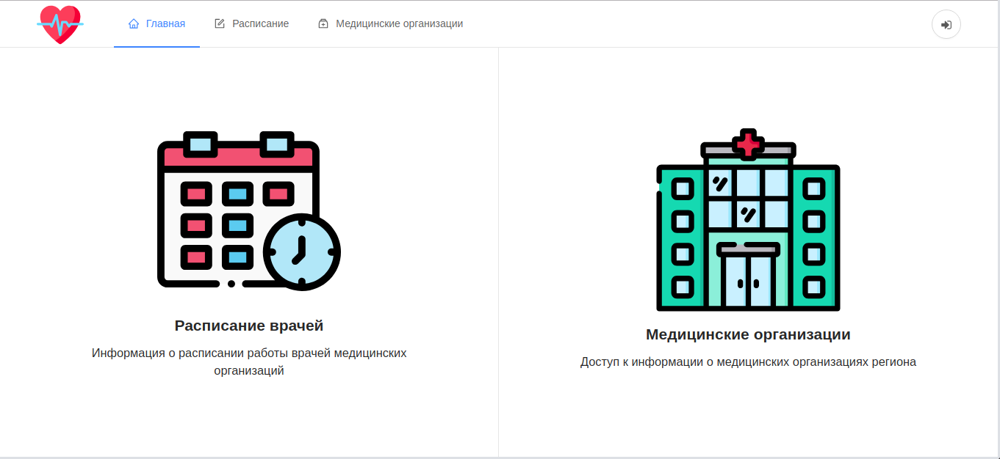 Главная
Расписание
Медицинские организации
Расписание врачей
Информация о расписании работы врачей медицинских
организаций
Медицинские организации
Доступ к информации о медицинских организациях региона